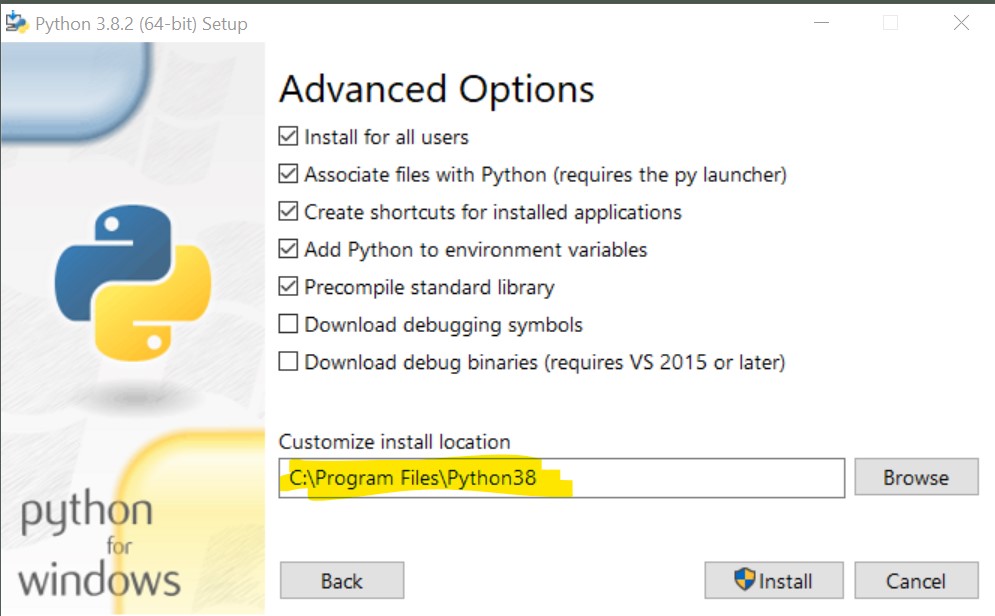 Python 3.8.2 (64-bit) Setup
Advanced Options
Install for all users
Associate files with Python (requires the py launcher)
Create shortcuts for installed applications
Add Python to environment variables
Precompile standard library
Download debugging symbols
Download debug binaries (requires VS 2015 or later)
Customize install location
C:\Program Files\Python38
Browse
python
for
windows
Back
Install
Cancel